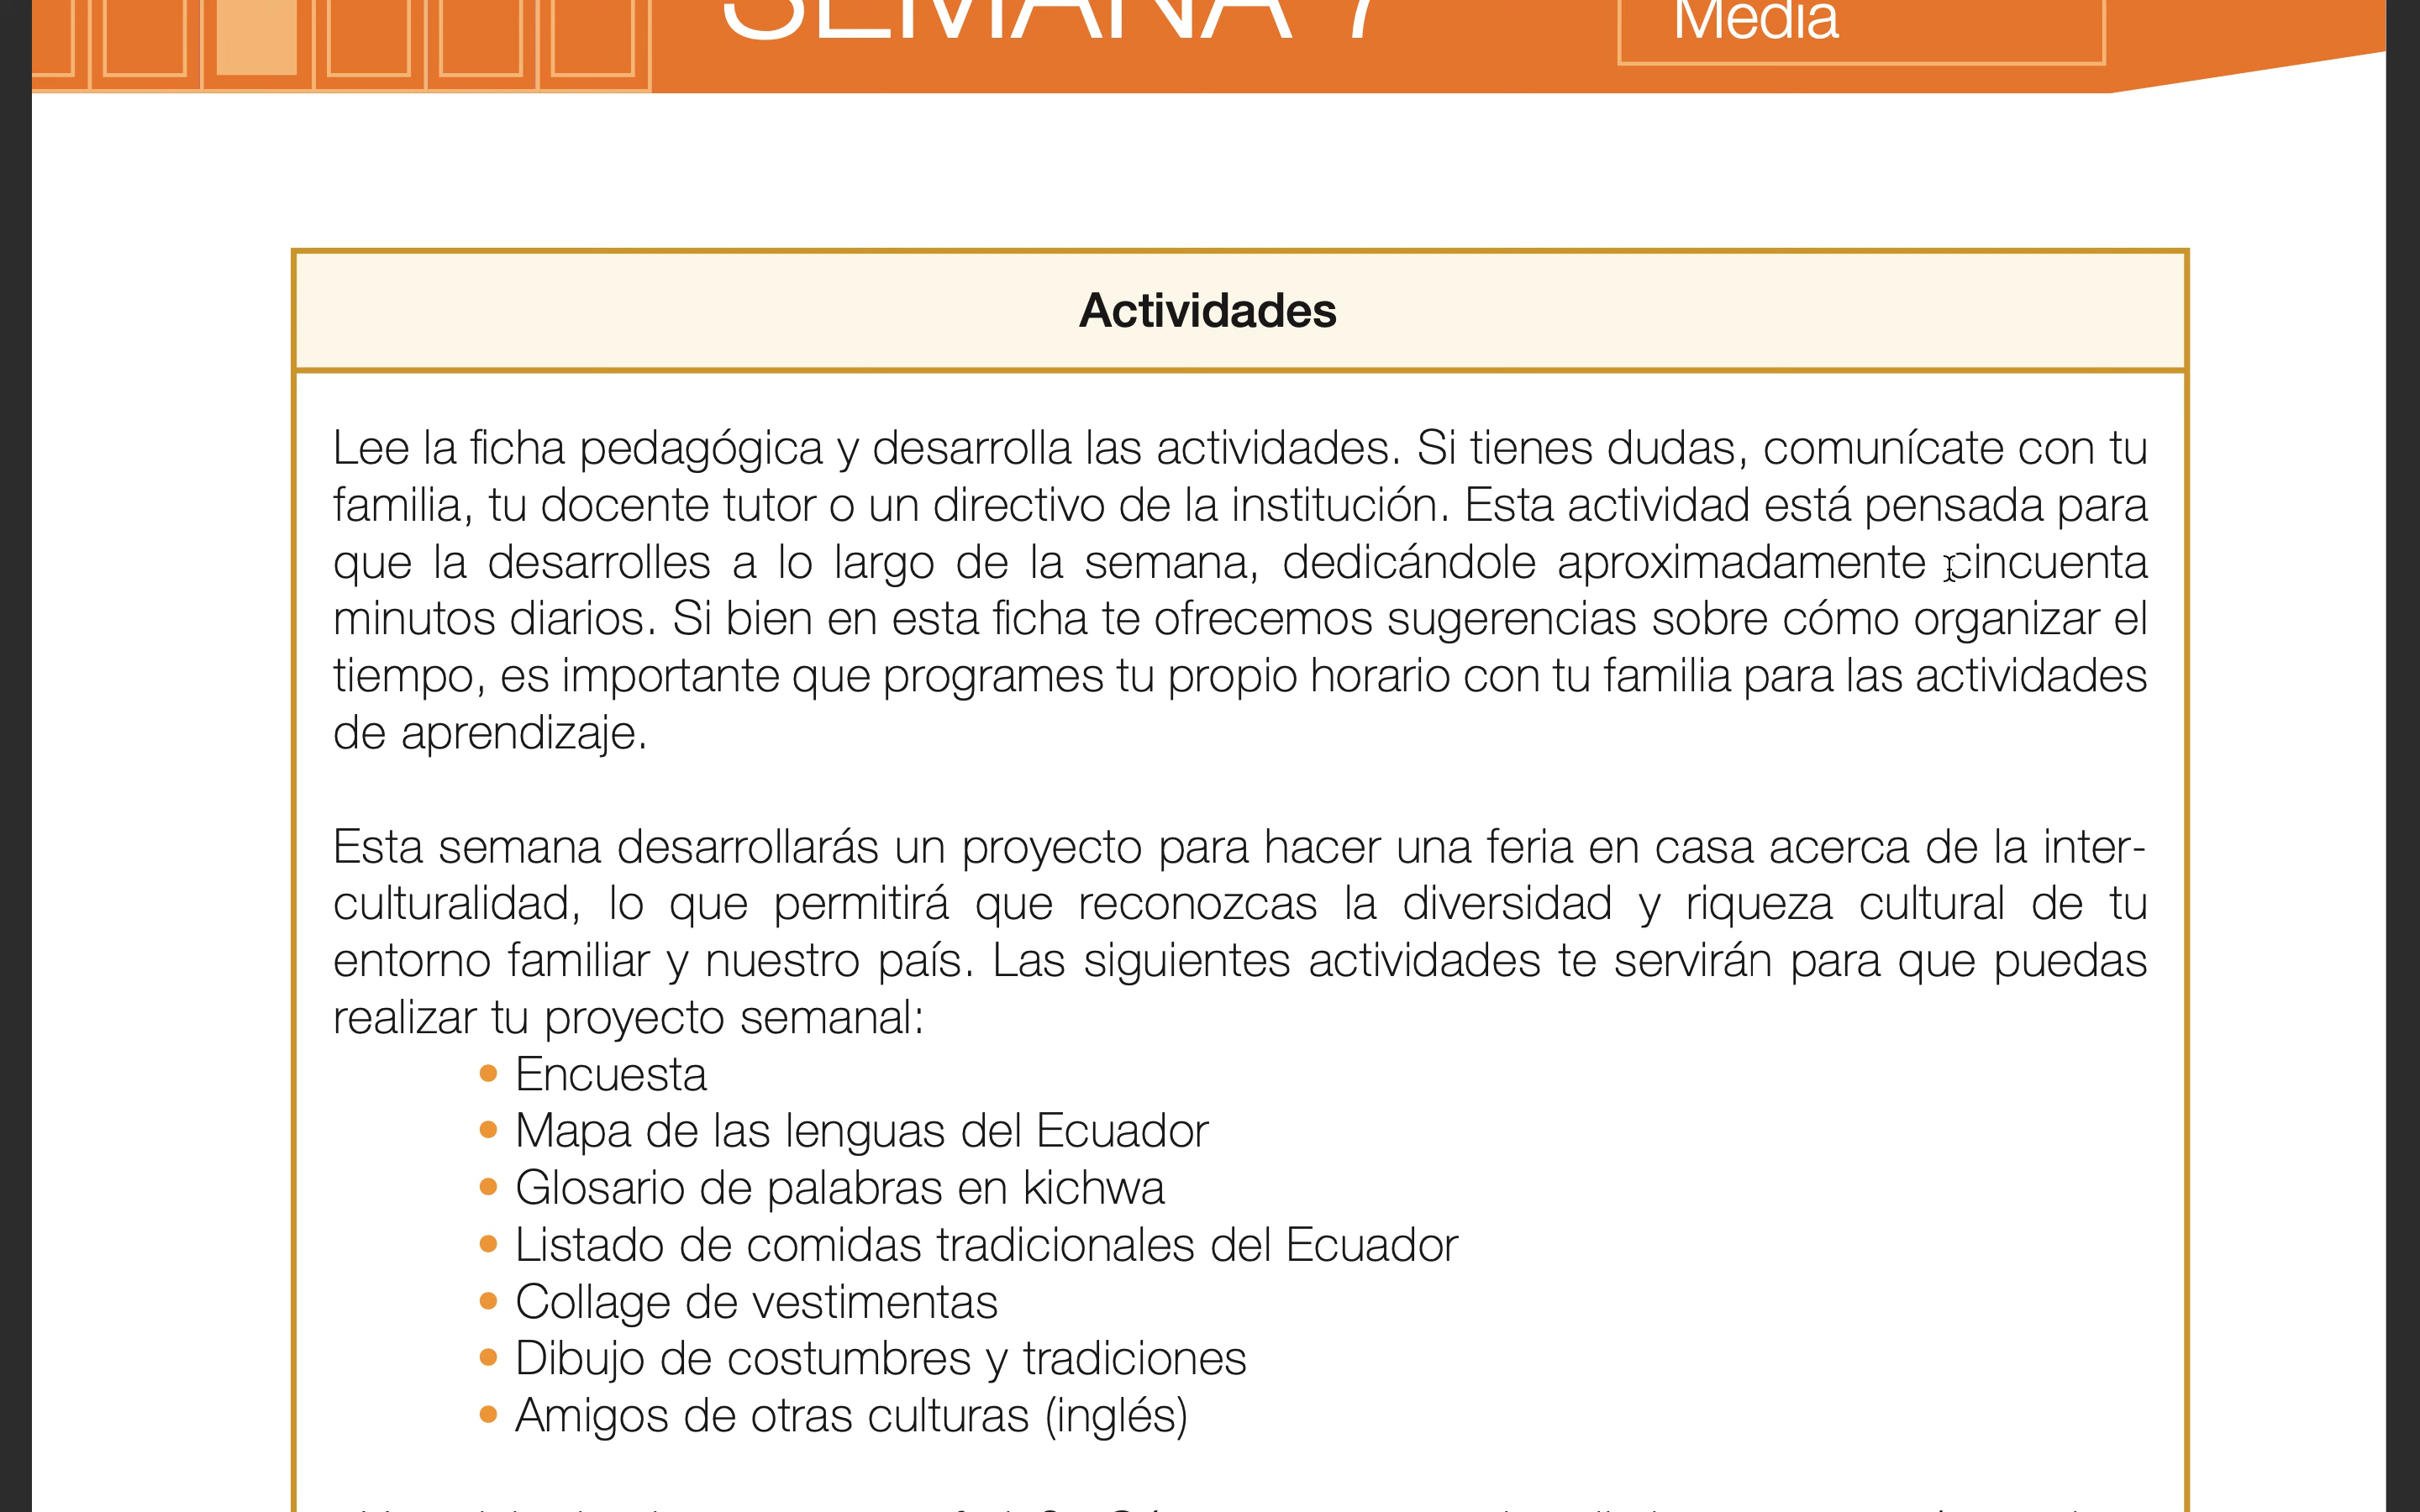 SEMANA 7
Media
Actividades
Lee la ficha pedagógica y desarrolla las actividades. Si tienes dudas, comunícate con tu
familia, tu docente tutor o un directivo de la institución. Esta actividad está pensada para
que la desarrolles a lo largo de la semana, dedicándole aproximadamente cincuenta
minutos diarios. Si bien en esta ficha te ofrecemos sugerencias sobre cómo organizar el
tiempo, es importante que programes tu propio horario con tu familia para las actividades
de aprendizaje.
Esta semana desarrollarás un proyecto para hacer una feria en casa acerca de la inter-
culturalidad, lo que permitirá que reconozcas la diversidad y riqueza cultural de tu
entorno familiar y nuestro país. Las siguientes actividades te servirán para que puedas
realizar tu proyecto semanal:
• Encuesta
• Mapa de las lenguas del Ecuador
• Glosario de palabras en kichwa
• Listado de comidas tradicionales del Ecuador
• Collage de vestimentas
• Dibujo de costumbres y tradiciones
• Amigos de otras culturas (inglés)